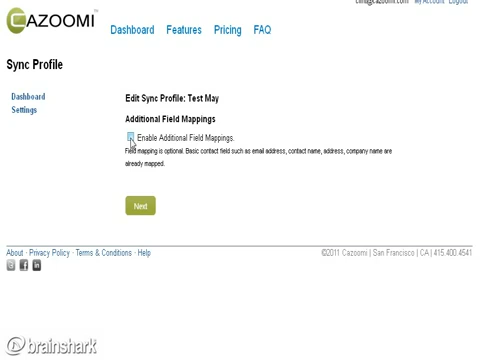 CAZOOMI™
My Account Logout
Dashboard Features Pricing FAQ
Sync Profile
Dashboard
Settings
Edit Sync Profile: Test May
Additional Field Mappings
Enable Additional Field Mappings.
Field mapping is optional. Basic contact field such as email address, contact name, address, company name are
already mapped.
Next
About · Privacy Policy · Terms & Conditions · Help
©2011 Cazoomi | San Francisco | CA | 415.400.4541
brainshark